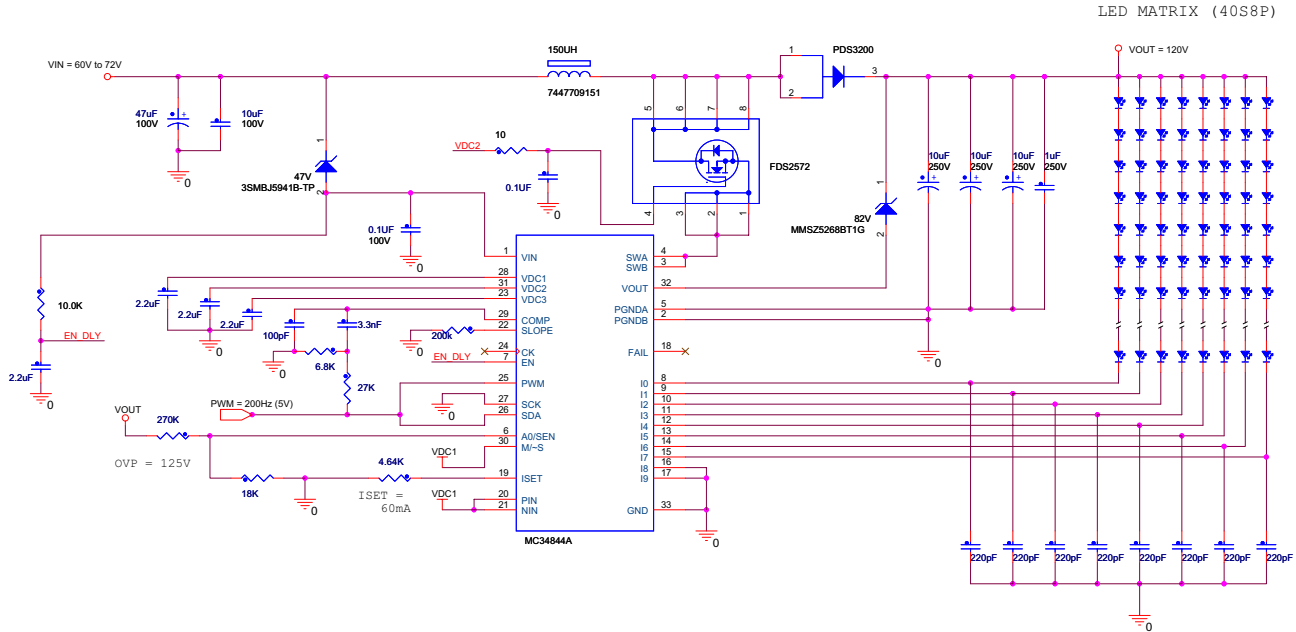 LED MATRIX (40S8P)
VIN = 60V to 72V
150UH
7447709151
1
2
PDS3200
3
VOUT = 120V
47uF
100V
+
10uF
100V
1
47V
3SMBJ5941B-TP
2
VDC2
10
0.1UF
0
5
6
7
8
FDS2572
4
3
2
1
1
82V
MMSZ5268BT1G
2
10uF
250V
+
10uF
250V
+
10uF
250V
+
1uF
250V
0
0.1UF
100V
0
10.0K
EN_DLY
2.2uF
0
2.2uF
2.2uF
2.2uF
0
100pF
3.3nF
6.8K
0
27K
200k
0
EN_DLY
PWM = 200Hz (5V)
0
VOUT
270K
OVP = 125V
18K
0
4.64K
ISET =
60mA
VDC1
VDC1
1 VIN
28 VDC1
31 VDC2
23 VDC3
29 COMP
22 SLOPE
24 CK
7 EN
25 PWM
27 SCK
26 SDA
6 A0/SEN
30 M/~S
19 ISET
20 PIN
21 NIN
SWA 4
SWB 3
VOUT 32
PGNDA 5
PGNDB 2
FAIL 18
I0 8
I1 9
I2 10
I3 11
I4 12
I5 13
I6 14
I7 15
I8 16
I9 17
GND 33
MC34844A
0
0
220pF
220pF
220pF
220pF
220pF
220pF
220pF
220pF
0